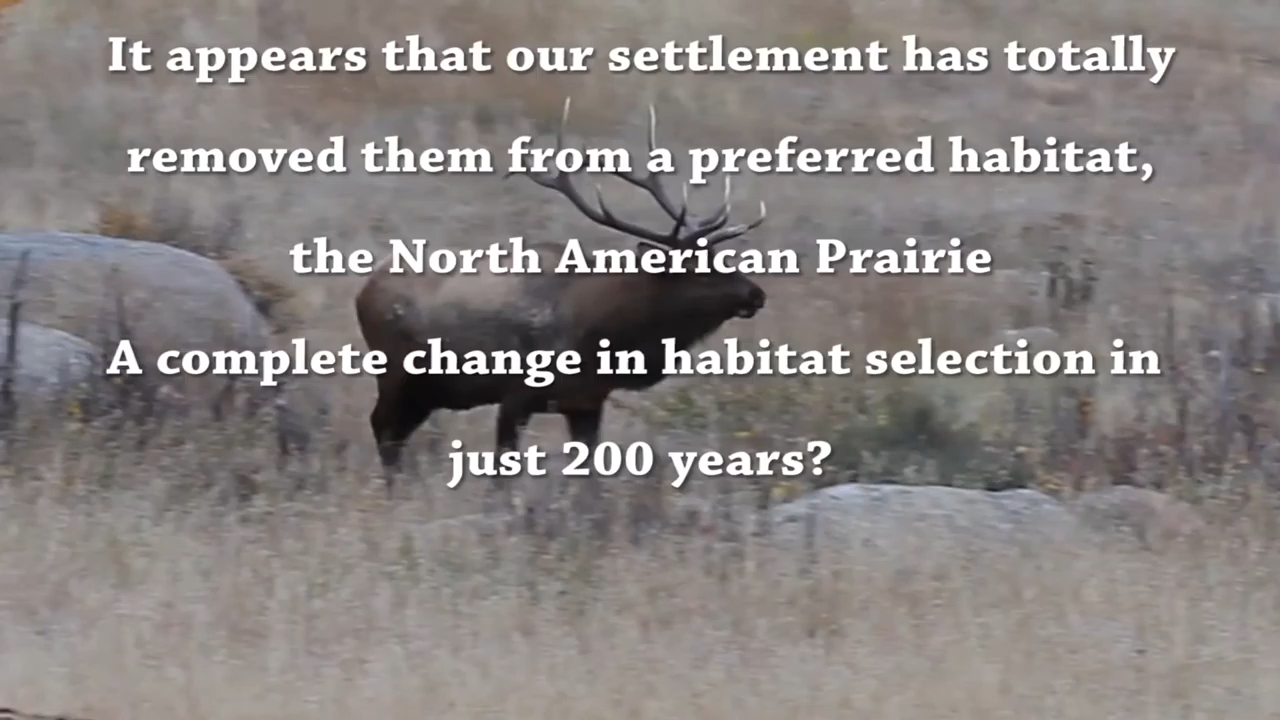 It appears that our settlement has totally
removed them from a preferred habitat,
the North American Prairie
A complete change in habitat selection in
just 200 years?